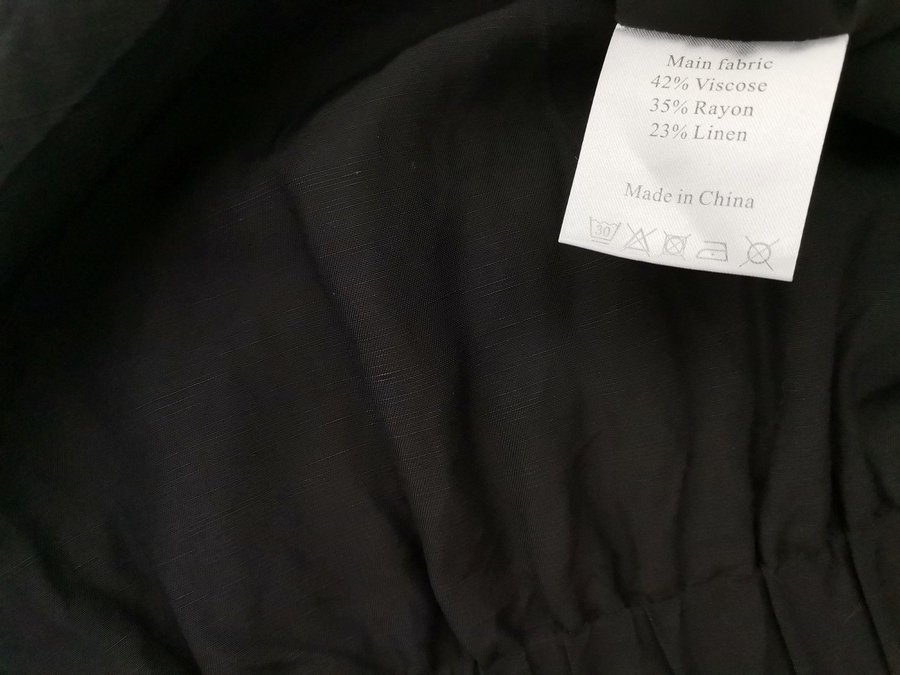 Main fabric
42% Viscose
35% Rayon
23% Linen
Made in China
30